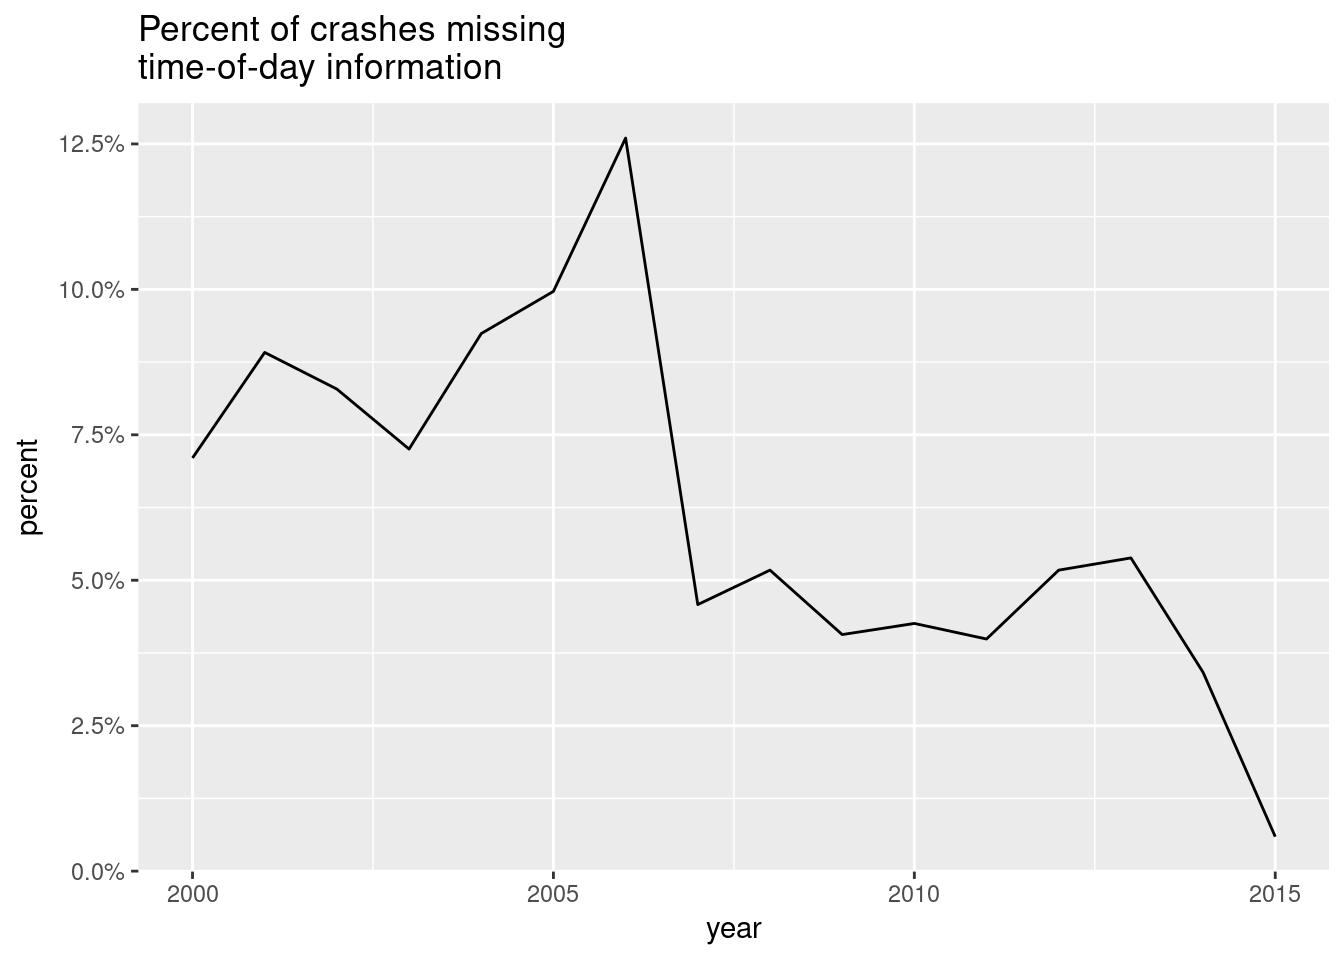 Percent of crashes missing
time-of-day information
12.5%
10.0%
7.5%
5.0%
2.5%
0.0%
percent
2000 2005 2010 2015
year